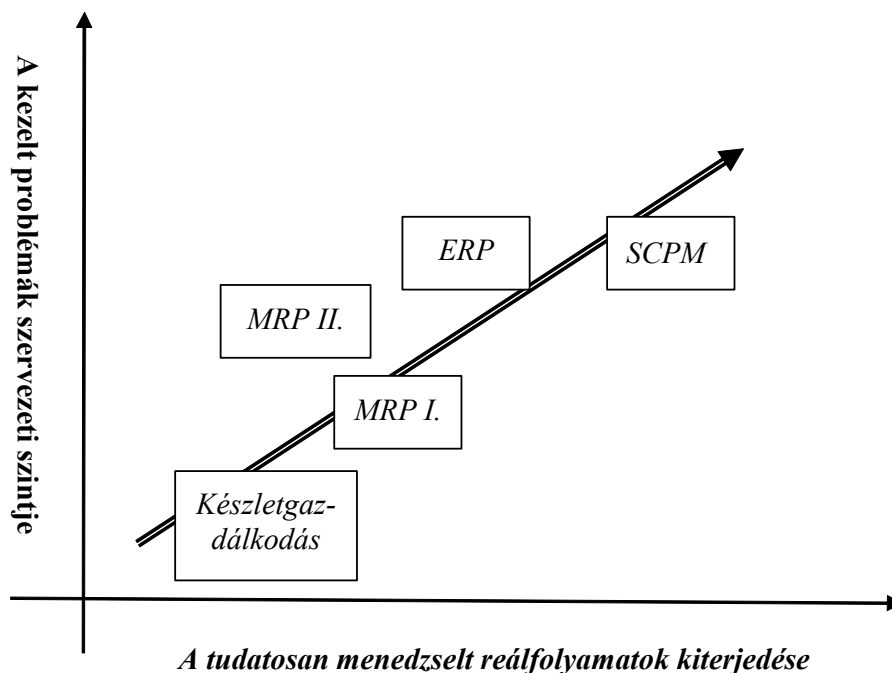 A kezelt problémák szervezeti szintje
ERP
SCPM
MRP II.
MRP I.
Készletgaz-
dálkodás
A tudatosan menedzselt reálfolyamatok kiterjedése